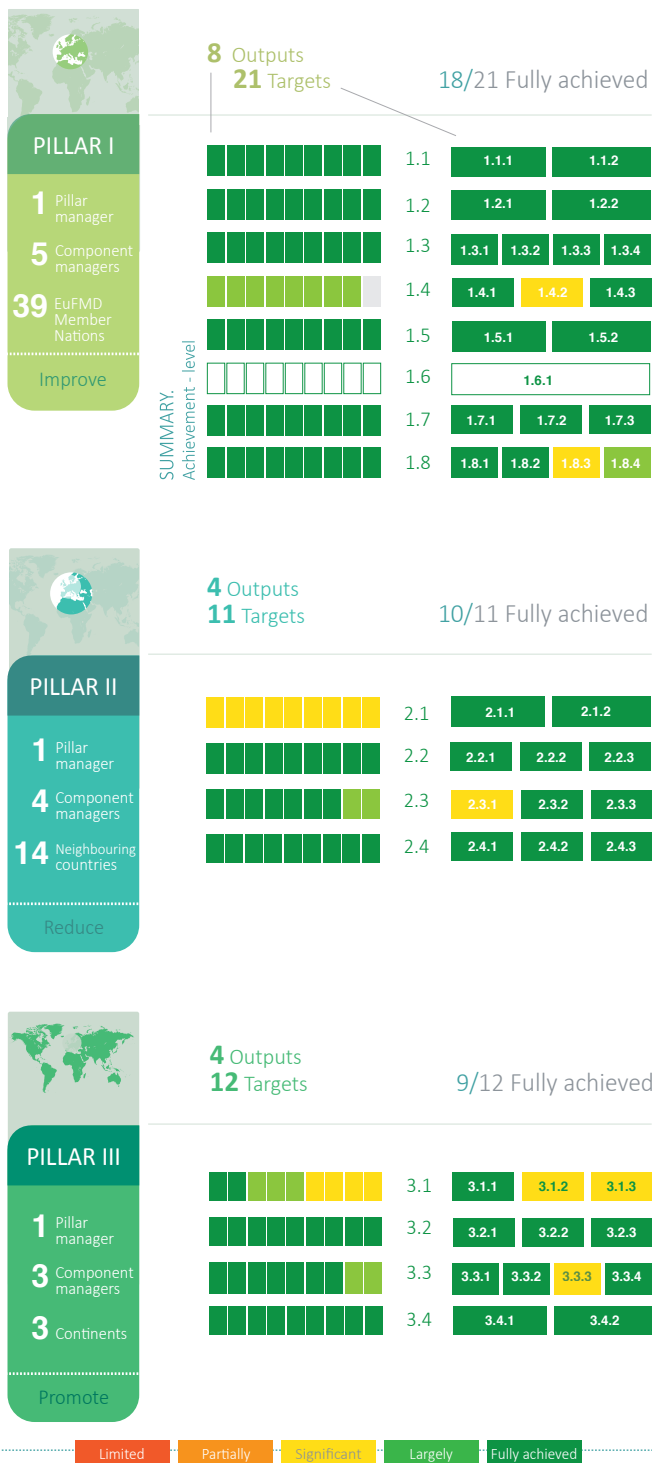 8 Outputs
21 Targets
18/21 Fully achieved
PILLAR I
1 Pillar
manager
5 Component
managers
39 EuFMD
Member
Nations
Improve
SUMMARY.
Achievement - level
1.1 1.1.1 1.1.2
1.2 1.2.1 1.2.2
1.3 1.3.1 1.3.2 1.3.3 1.3.4
1.4 1.4.1 1.4.2 1.4.3
1.5 1.5.1 1.5.2
1.6 1.6.1
1.7 1.7.1 1.7.2 1.7.3
1.8 1.8.1 1.8.2 1.8.3 1.8.4
4 Outputs
11 Targets
10/11 Fully achieved
PILLAR II
1 Pillar
manager
4 Component
managers
14 Neighbouring
countries
Reduce
2.1 2.1.1 2.1.2
2.2 2.2.1 2.2.2 2.2.3
2.3 2.3.1 2.3.2 2.3.3
2.4 2.4.1 2.4.2 2.4.3
4 Outputs
12 Targets
9/12 Fully achieved
PILLAR III
1 Pillar
manager
3 Component
managers
3 Continents
Promote
3.1 3.1.1 3.1.2 3.1.3
3.2 3.2.1 3.2.2 3.2.3
3.3 3.3.1 3.3.2 3.3.3 3.3.4
3.4 3.4.1 3.4.2
Limited Partially Significant Largely Fully achieved